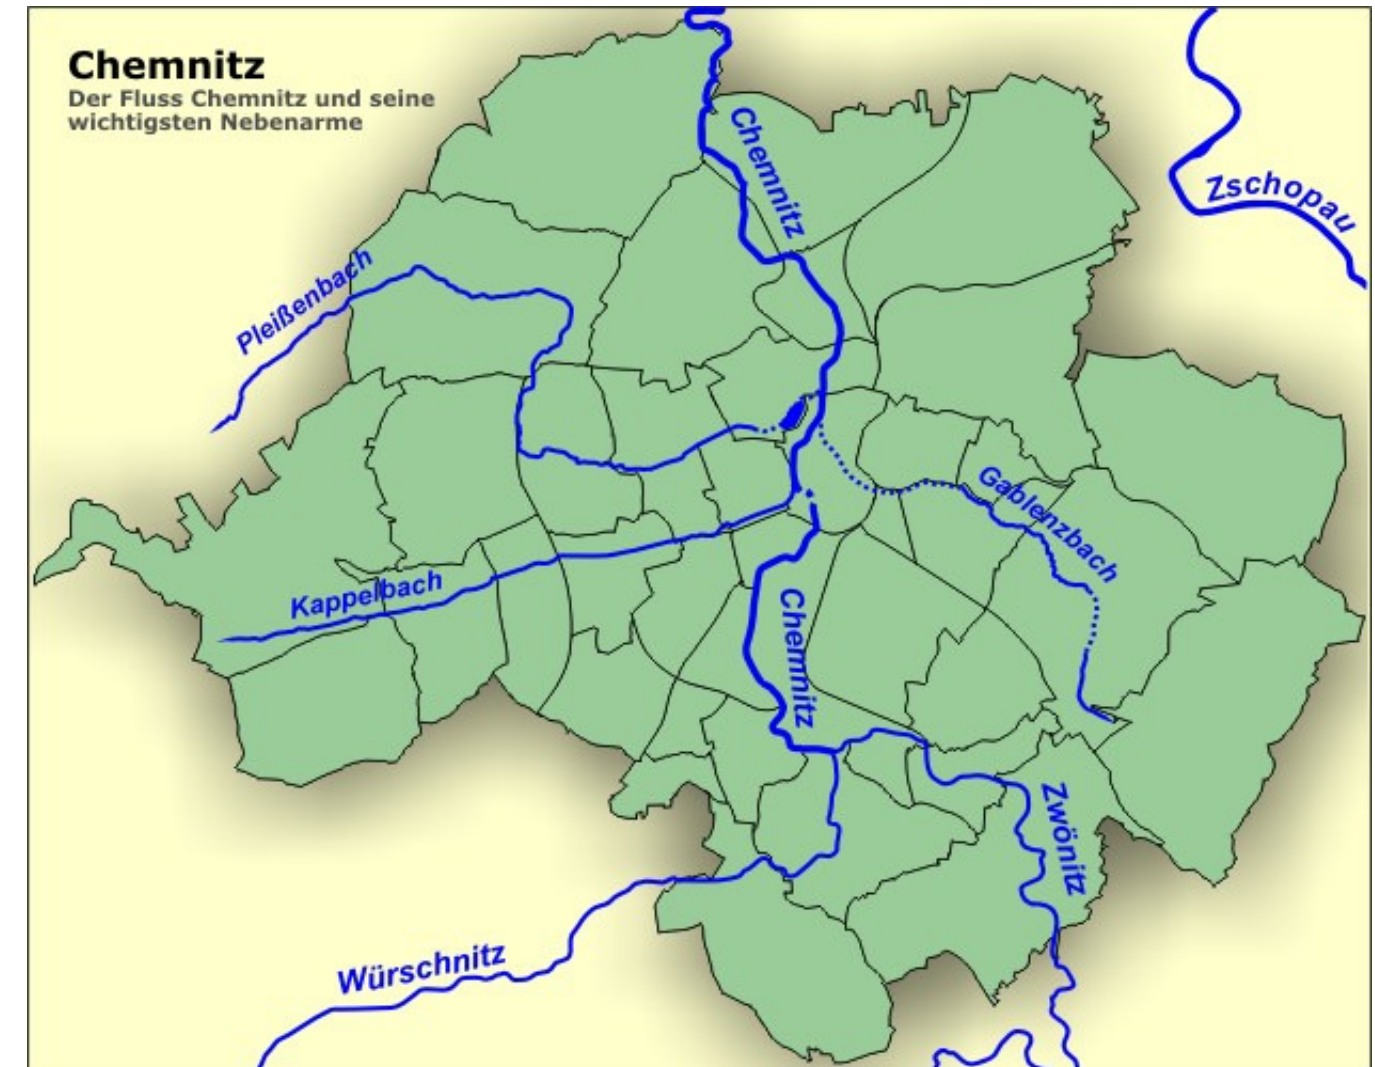 Chemnitz
Der Fluss Chemnitz und seine
wichtigsten Nebenarme
Chemnitz
Zschopau
Pleißenbach
Gablenzbach
Kappelbach
Chemnitz
Zwönitz
Würschnitz